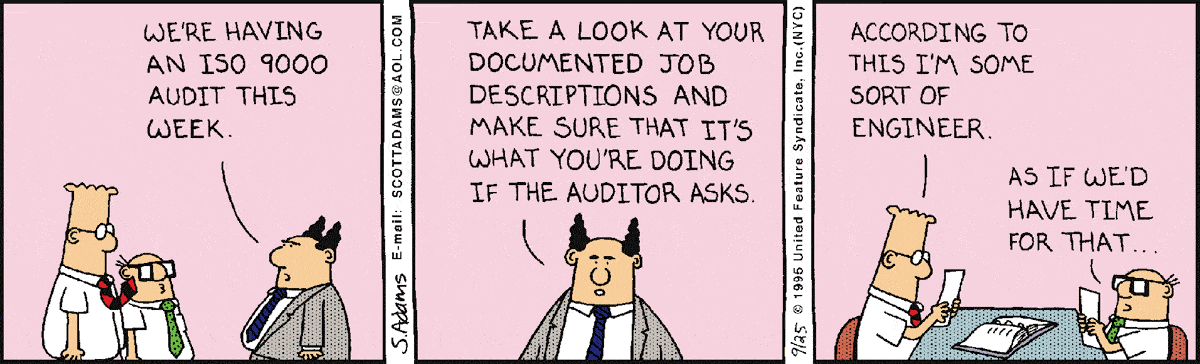 WE'RE HAVING
AN ISO 9000
AUDIT THIS
WEEK.
S.Adams E-mail: SCOTTADAMS@AOL.COM
TAKE A LOOK AT YOUR
DOCUMENTED JOB
DESCRIPTIONS AND
MAKE SURE THAT IT'S
WHAT YOU'RE DOING
IF THE AUDITOR ASKS.
9/25 © 1995 United Feature Syndicate, Inc.(NYC)
ACCORDING TO
THIS I'M SOME
SORT OF
ENGINEER.
AS IF WE'D
HAVE TIME
FOR THAT...